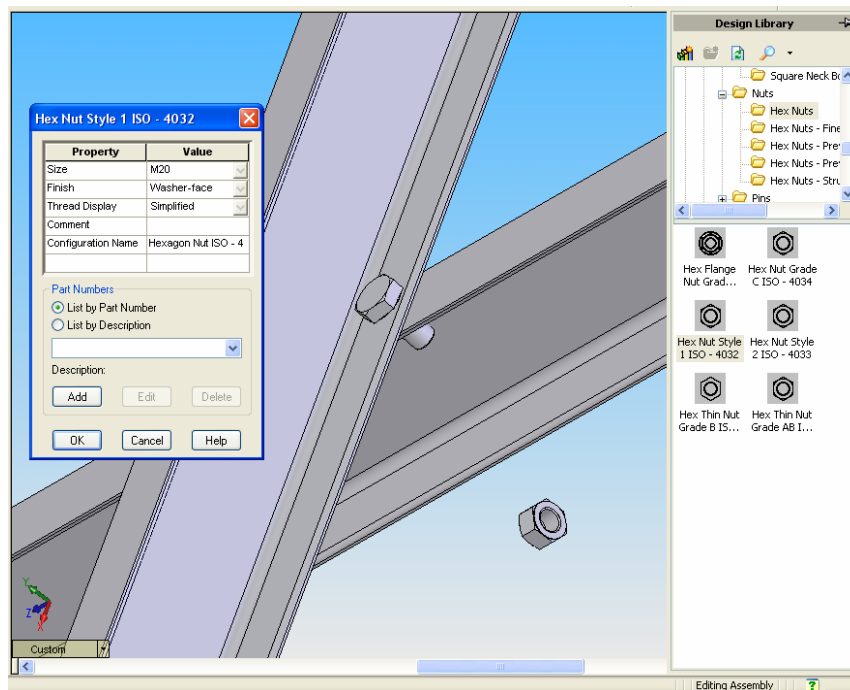 Design Library
Square Neck Bo
Nuts
Hex Nuts
Hex Nuts - Fine
Hex Nuts - Pre
Hex Nuts - Pre
Hex Nuts - Stru
Pins
Hex Nut Style 1 ISO - 4032
Property Value
Size M20
Finish Washer-face
Thread Display Simplified
Comment
Configuration Name Hexagon Nut ISO - 4
Part Numbers
List by Part Number
List by Description
Description:
Add Edit Delete
OK Cancel Help
Hex Flange Hex Nut Grade
Nut Grad... C ISO - 4034
Hex Nut Style Hex Nut Style
1 ISO - 4032 2 ISO - 4033
Hex Thin Nut Hex Thin Nut
Grade B IS... Grade AB I...
Y
Z
X
Custom
Editing Assembly
?